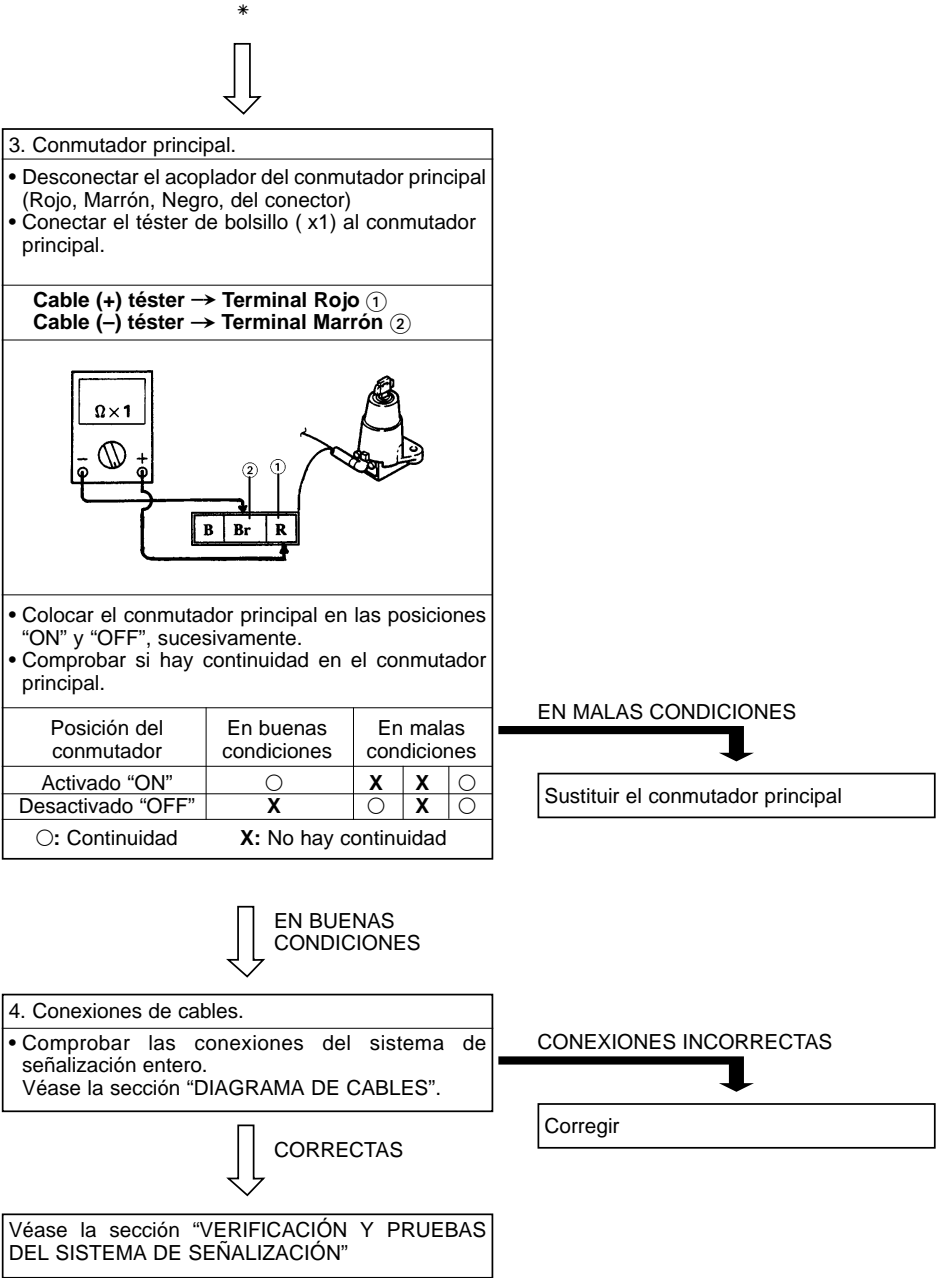 *
3. Conmutador principal.
• Desconectar el acoplador del conmutador principal
(Rojo, Marrón, Negro, del conector)
• Conectar el téster de bolsillo ( x1) al conmutador
principal.
Cable (+) téster → Terminal Rojo ①
Cable (–) téster → Terminal Marrón ②
Ω×1
– +
② ①
B Br R
• Colocar el conmutador principal en las posiciones
“ON” y “OFF”, sucesivamente.
• Comprobar si hay continuidad en el conmutador
principal.
Posición del conmutador En buenas condiciones En malas condiciones
Activado “ON” ○ X X ○
Desactivado “OFF” X ○ X ○
○: Continuidad X: No hay continuidad
EN MALAS CONDICIONES
Sustituir el conmutador principal
EN BUENAS
CONDICIONES
4. Conexiones de cables.
• Comprobar las conexiones del sistema de
señalización entero.
Véase la sección “DIAGRAMA DE CABLES”.
CONEXIONES INCORRECTAS
Corregir
CORRECTAS
Véase la sección “VERIFICACIÓN Y PRUEBAS
DEL SISTEMA DE SEÑALIZACIÓN”